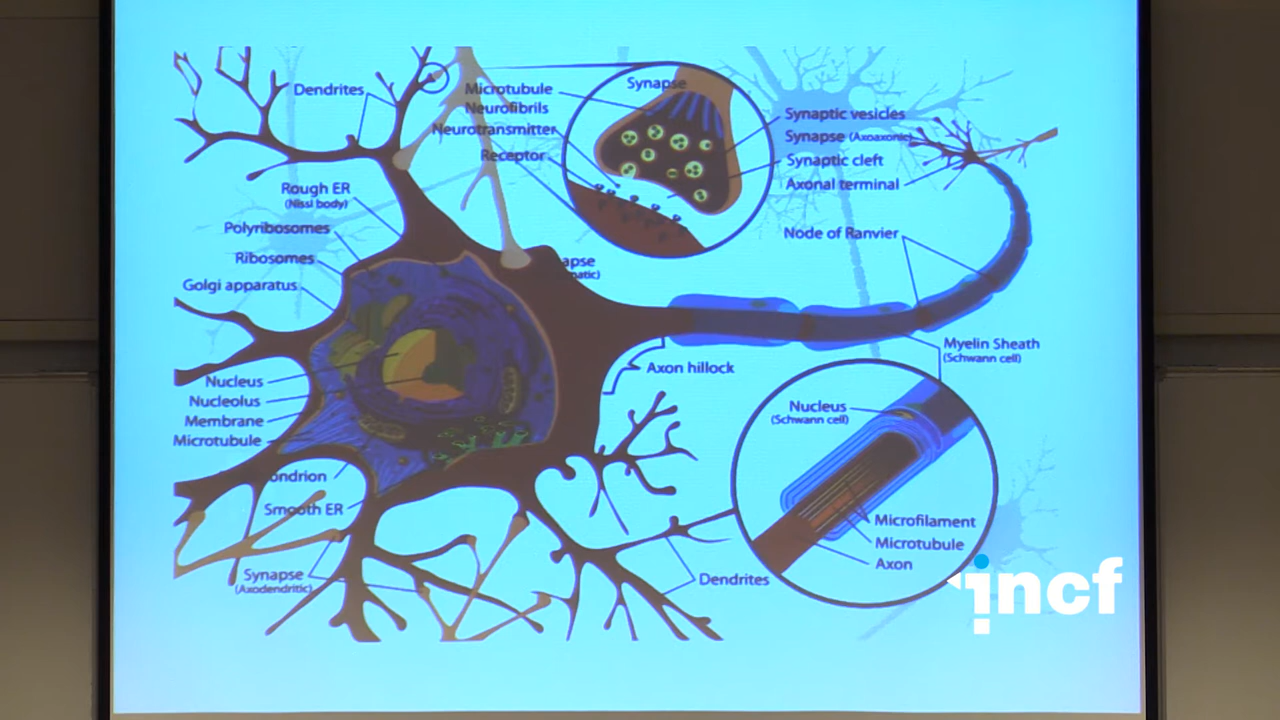 Dendrites
Microtubule
Neurofibrils
Neurotransmitter
Receptor
Synapse
Synaptic vesicles
Synapse (Axoaxonic)
Synaptic cleft
Axonal terminal
Rough ER
(Nissl body)
Polyribosomes
Ribosomes
Golgi apparatus
Node of Ranvier
apse
atic)
Myelin Sheath
(Schwann cell)
Axon hillock
Nucleus
Nucleolus
Membrane
Microtubule
ondrion
Smooth ER
Synapse
(Axodendritic)
Nucleus
(Schwann cell)
Microfilament
Microtubule
Axon
Dendrites
incf